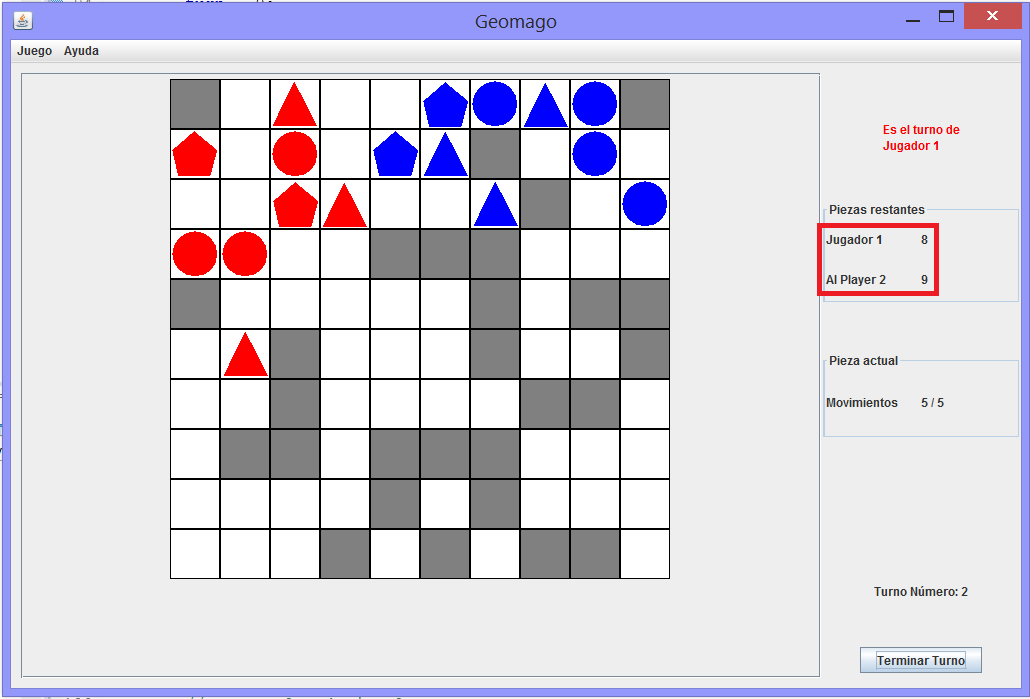 Geomago
Juego Ayuda
Es el turno de
Jugador 1
Piezas restantes
Jugador 1 8
AI Player 2 9
Pieza actual
Movimientos 5 / 5
Turno Número: 2
Terminar Turno